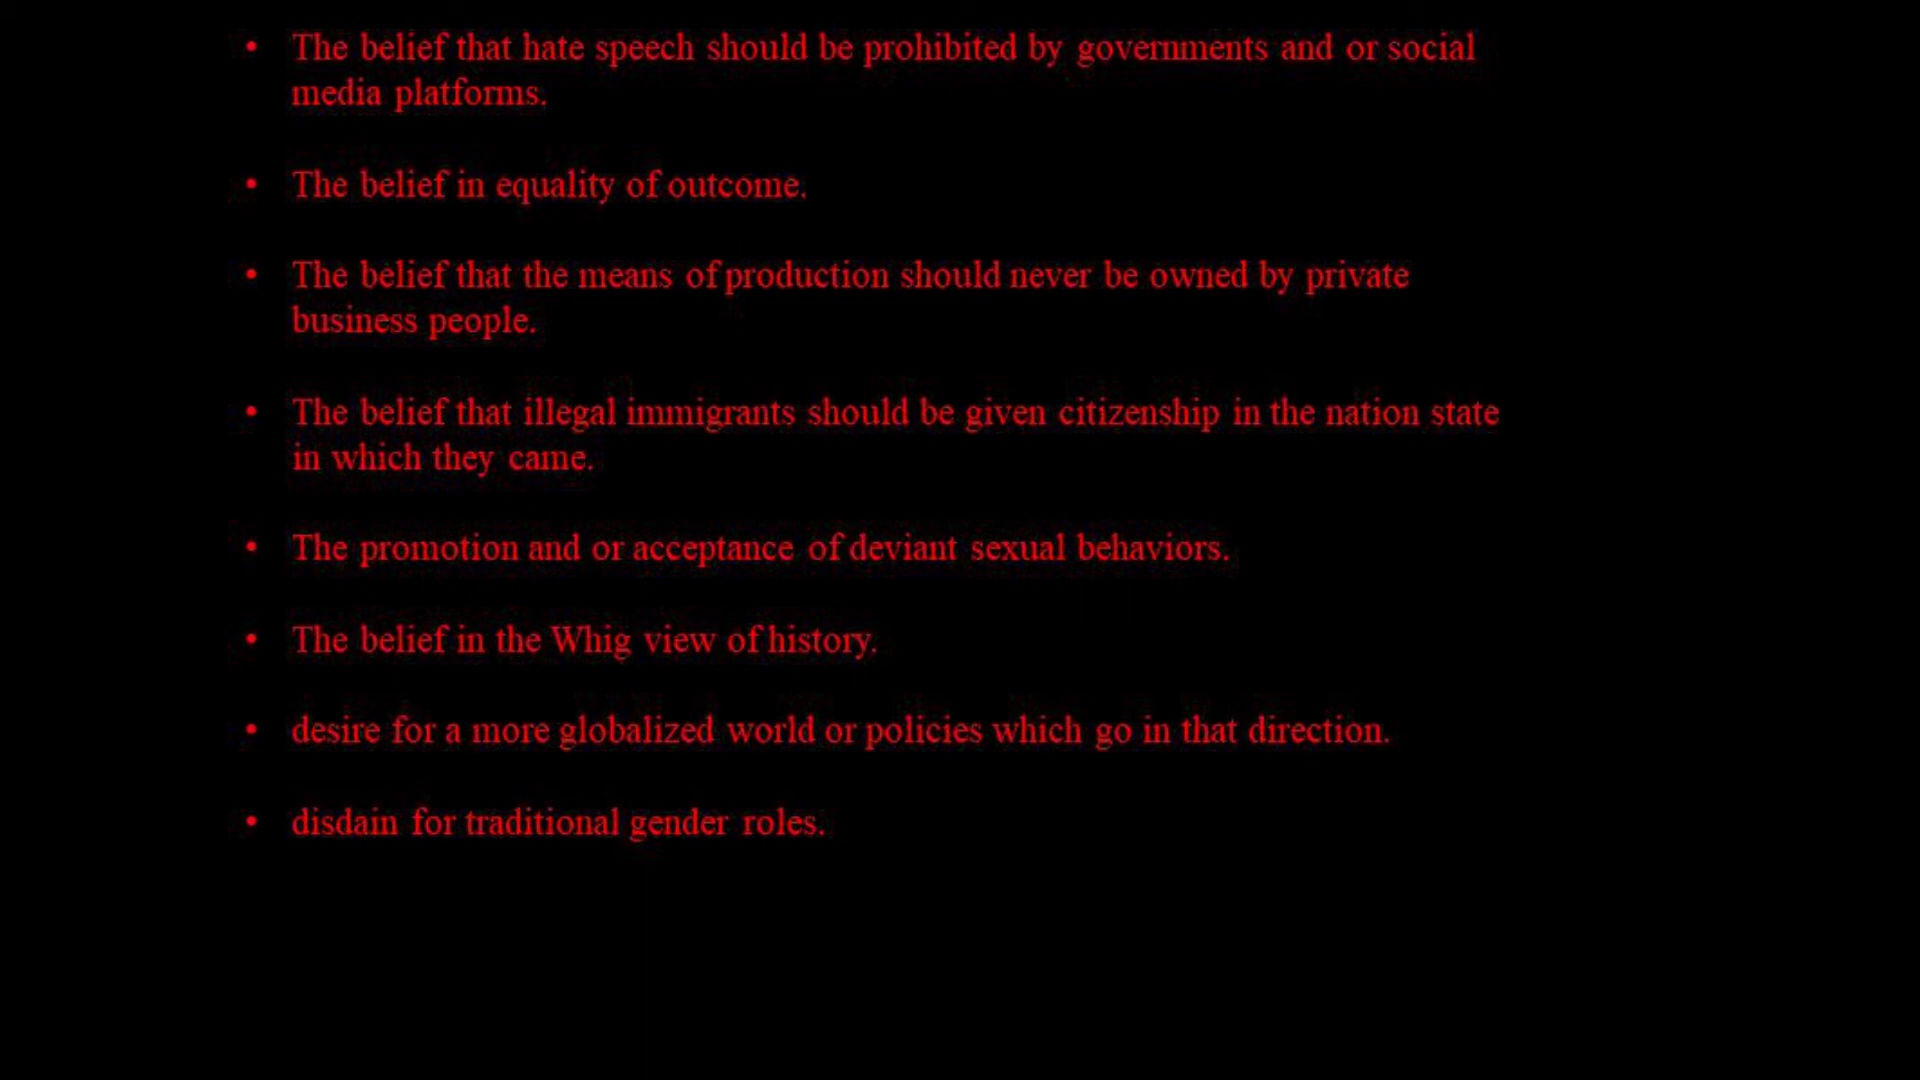 • The belief that hate speech should be prohibited by governments and or social
media platforms.
• The belief in equality of outcome.
• The belief that the means of production should never be owned by private
business people.
• The belief that illegal immigrants should be given citizenship in the nation state
in which they came.
• The promotion and or acceptance of deviant sexual behaviors.
• The belief in the Whig view of history.
• desire for a more globalized world or policies which go in that direction.
• disdain for traditional gender roles.